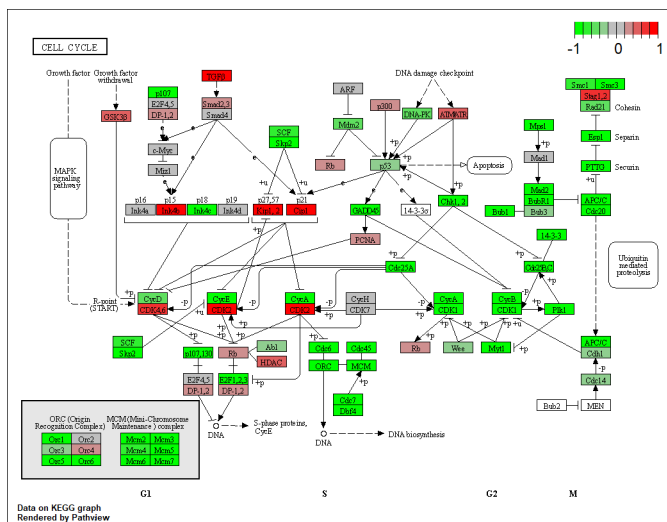 CELL CYCLE
-1 0 1
Growth factor
Growth factor
withdrawal
DNA damage checkpoint
GSK3β
p107
E2F4,5
DP-1,2
TGFβ
Smad2,3
Smad4
ARF
Mdm2
p300
DNA-PK
ATMATR
Smc1
Smc3
Stag1,2
Rad21
Cohesin
Mps1
Mad1
Esp1
Separin
c-Myc
Miz1
SCF
Skp2
Rb
p53
Apoptosis
PTTG
Securin
MAPK
signaling
pathway
p16
p15
p18
p19
p27,57
p21
Ink4a
Ink4b
Ink4c
Ink4d
Kip1,2
Cip1
GADD45
14-3-3σ
Chk1,2
Mad2
BubR1
Bub3
Bub1
APC/C
Cdc20
PCNA
14-3-3
Cdc25A
Cdc25B,C
Ubiquitin
mediated
proteolysis
R-point
(START)
CycD
CDK4,6
CycE
CDK2
CycA
CDK2
CycH
CDK7
CycA
CDK1
CycB
CDK1
Plk1
SCF
Skp2
p107,130
E2F4,5
DP-1,2
Rb
Abl
HDAC
E2F1,2,3
DP-1,2
Cdc6
Cdc45
ORC
MCM
Cdc7
Dbf4
Rb
Wee
Myt1
APC/C
Cdh1
Cdc14
Bub2
MEN
DNA
S-phase proteins,
CycE
DNA
DNA biosynthesis
ORC (Origin
Recognition Complex)
MCM (Mini-Chromosome
Maintenance) complex
Orc1
Orc2
Mcm2
Mcm3
Orc3
Orc4
Mcm4
Mcm5
Orc5
Orc6
Mcm6
Mcm7
G1
S
G2
M
Data on KEGG graph
Rendered by Pathview